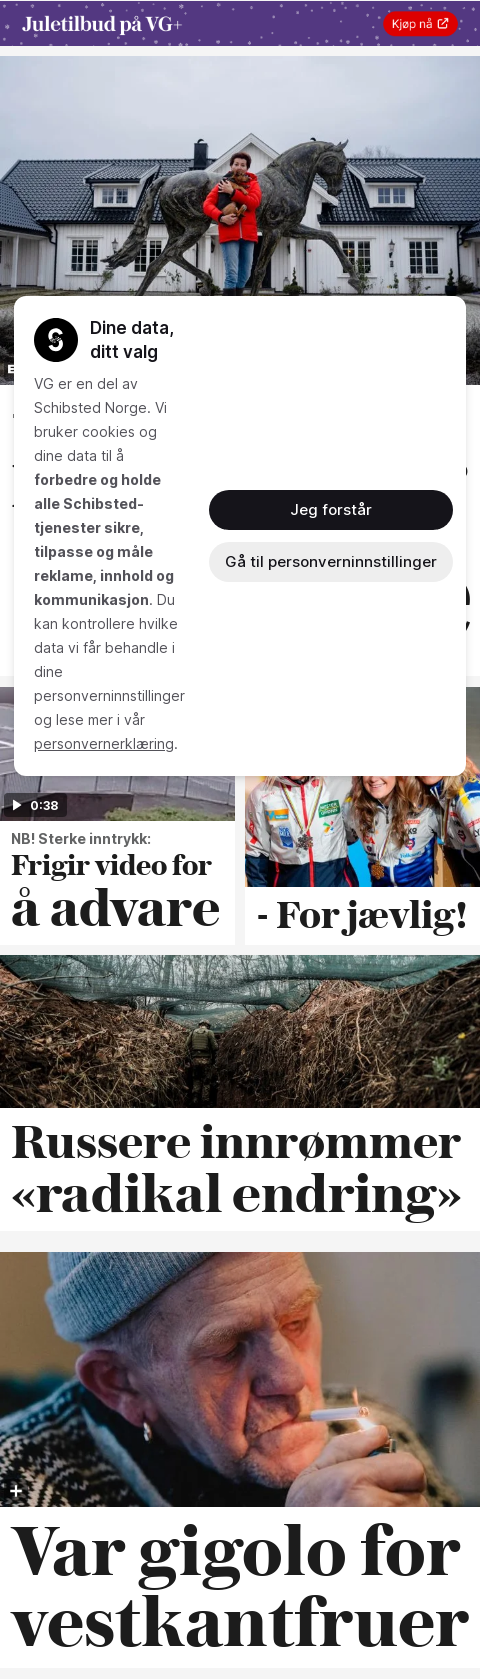 Juletilbud på VG+
Kjøp nå
Dine data,
ditt valg
VG er en del av
Schibsted Norge. Vi
bruker cookies og
dine data til å
forbedre og holde
alle Schibsted-
tjenester sikre,
tilpasse og måle
reklame, innhold og
kommunikasjon. Du
kan kontrollere hvilke
data vi får behandle i
dine
personverninnstillinger
og lese mer i vår
personvernerklæring.
Jeg forstår
Gå til personverninnstillinger
0:38
NB! Sterke inntrykk:
Frigir video for
å advare
- For jævlig!
Russere innrømmer
«radikal endring»
+
Var gigolo for
vestkantfruer